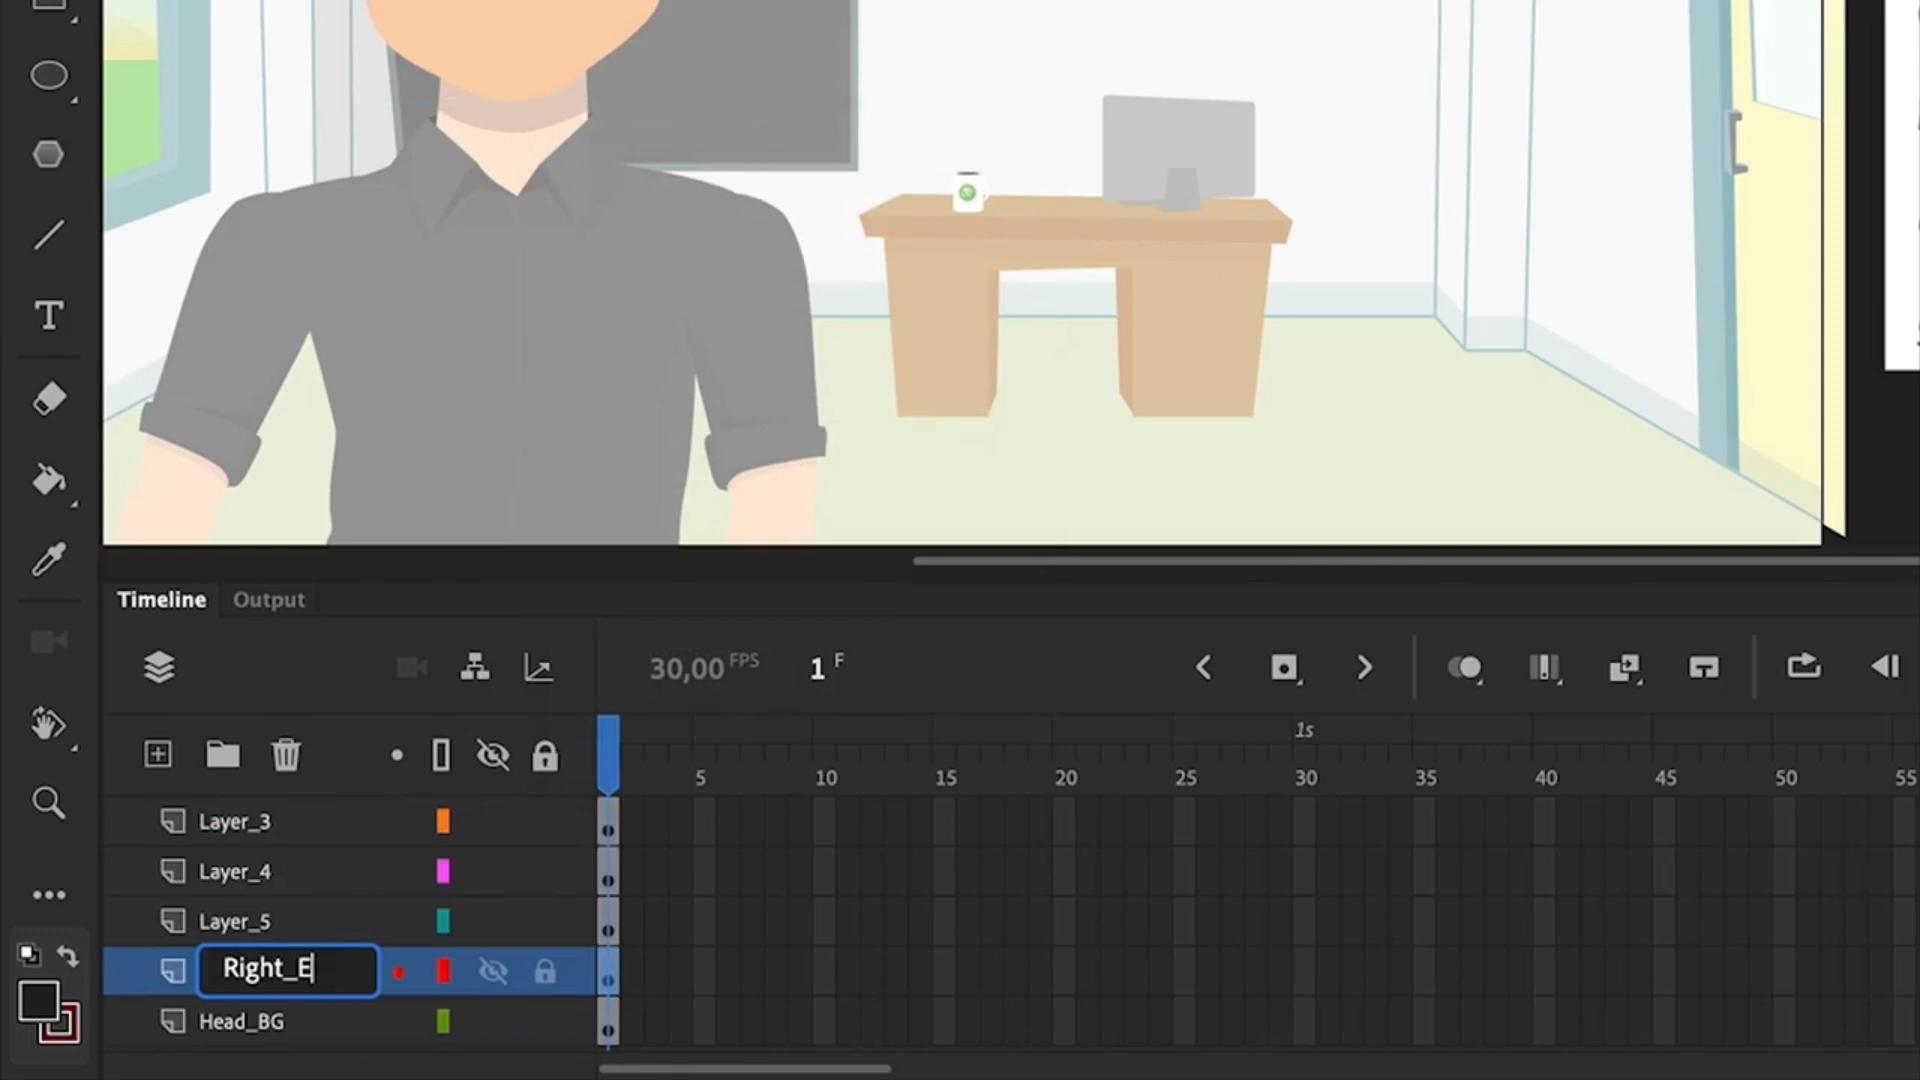 Timeline
Output
30,00 FPS
1 F
1s
5 10 15 20 25 30 35 40 45 50 55
Layer_3
Layer_4
Layer_5
Right_E
Head_BG